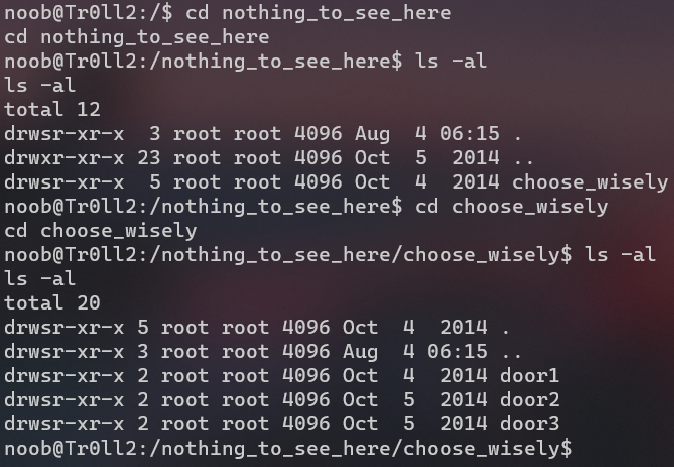 noob@Tr0ll2:/$ cd nothing_to_see_here
cd nothing_to_see_here
noob@Tr0ll2:/nothing_to_see_here$ ls -al
ls -al
total 12
drwsr-xr-x  3 root root 4096 Aug  4 06:15 .
drwxr-xr-x 23 root root 4096 Oct  5  2014 ..
drwsr-xr-x  5 root root 4096 Oct  4  2014 choose_wisely
noob@Tr0ll2:/nothing_to_see_here$ cd choose_wisely
cd choose_wisely
noob@Tr0ll2:/nothing_to_see_here/choose_wisely$ ls -al
ls -al
total 20
drwsr-xr-x 5 root root 4096 Oct  4  2014 .
drwsr-xr-x 3 root root 4096 Aug  4 06:15 ..
drwsr-xr-x 2 root root 4096 Oct  4  2014 door1
drwsr-xr-x 2 root root 4096 Oct  5  2014 door2
drwsr-xr-x 2 root root 4096 Oct  5  2014 door3
noob@Tr0ll2:/nothing_to_see_here/choose_wisely$